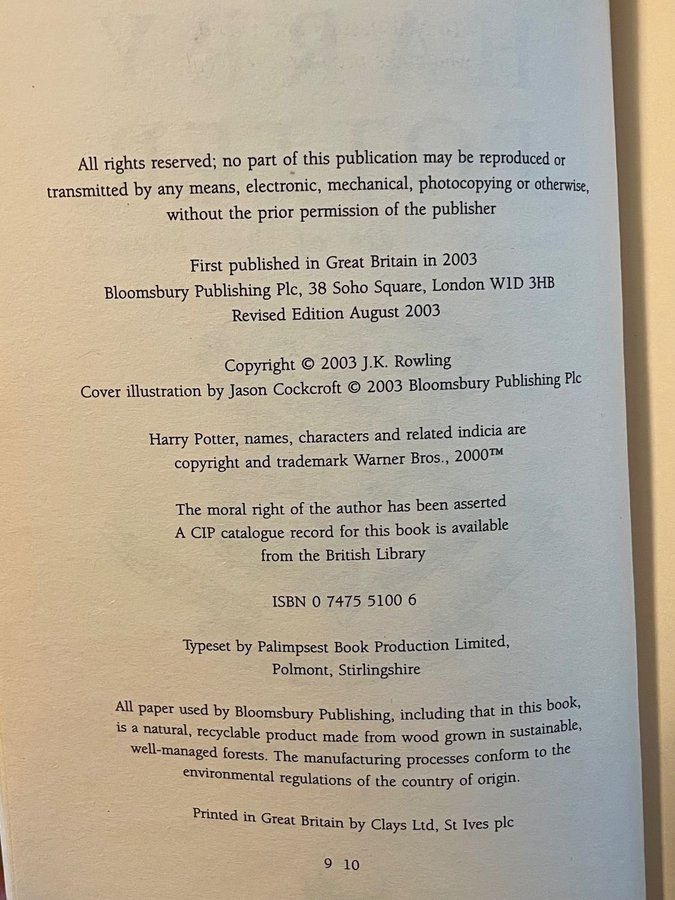 All rights reserved; no part of this publication may be reproduced or
transmitted by any means, electronic, mechanical, photocopying or otherwise,
without the prior permission of the publisher
First published in Great Britain in 2003
Bloomsbury Publishing Plc, 38 Soho Square, London W1D 3HB
Revised Edition August 2003
Copyright © 2003 J.K. Rowling
Cover illustration by Jason Cockcroft © 2003 Bloomsbury Publishing Plc
Harry Potter, names, characters and related indicia are
copyright and trademark Warner Bros., 2000™
The moral right of the author has been asserted
A CIP catalogue record for this book is available
from the British Library
ISBN 0 7475 5100 6
Typeset by Palimpsest Book Production Limited,
Polmont, Stirlingshire
All paper used by Bloomsbury Publishing, including that in this book,
is a natural, recyclable product made from wood grown in sustainable,
well-managed forests. The manufacturing processes conform to the
environmental regulations of the country of origin.
Printed in Great Britain by Clays Ltd, St Ives plc
9 10